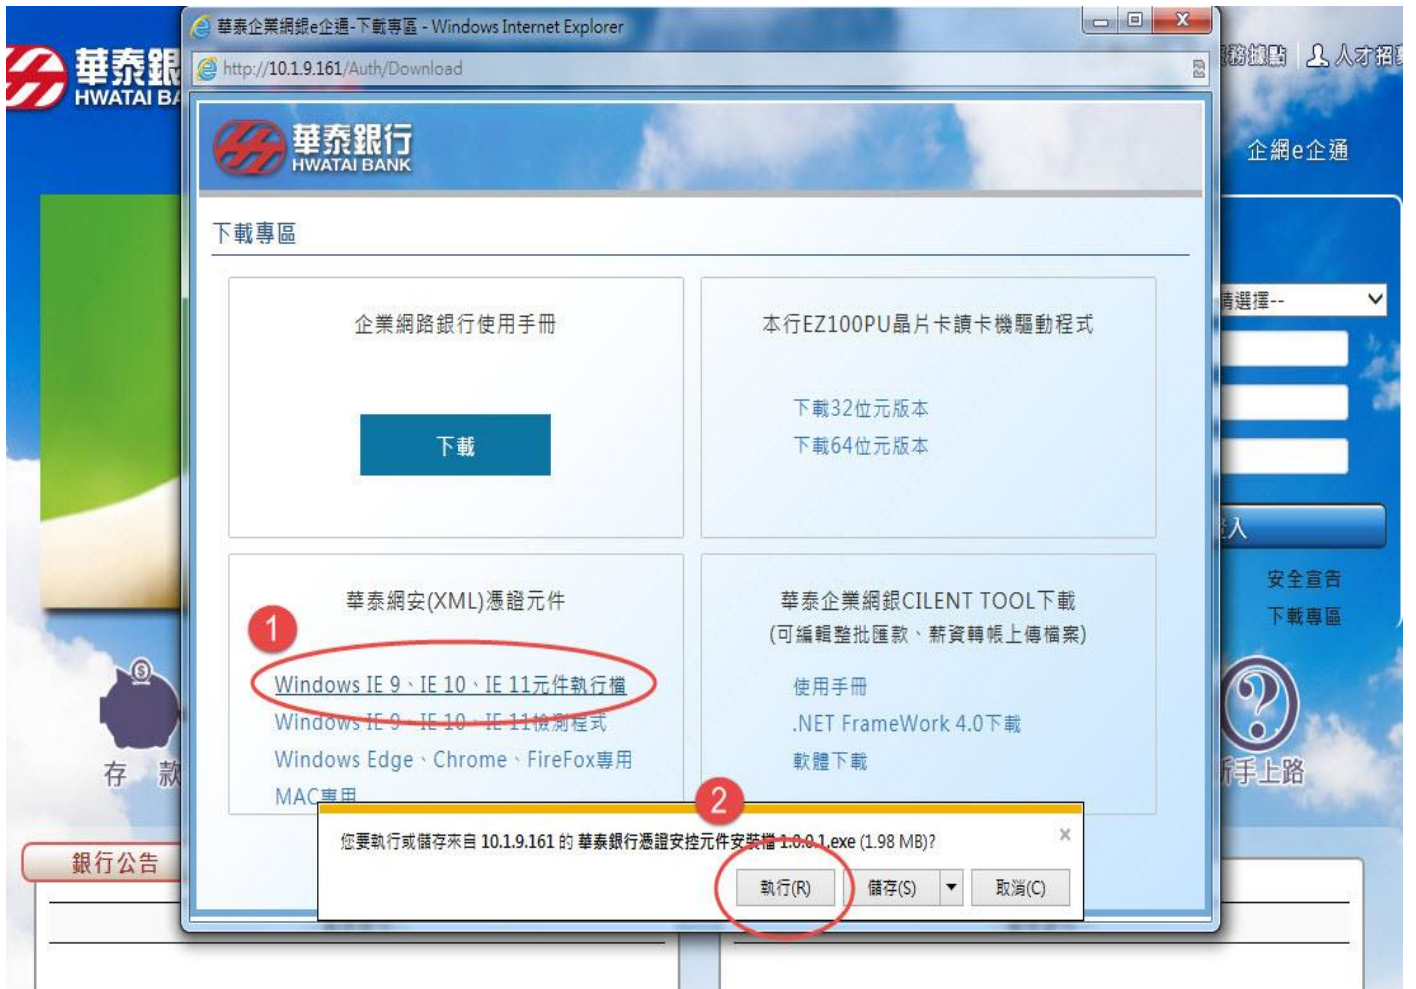 華泰企業網銀e企通-下載專區 - Windows Internet Explorer
http://10.1.9.161/Auth/Download
華泰銀
HWATAI BA
服務據點 人才招募
企網e企通
華泰銀行
HWATAI BANK
下載專區
企業網路銀行使用手冊
下載
本行EZ100PU晶片卡讀卡機驅動程式
下載32位元版本
下載64位元版本
請選擇--
登入
安全宣告
下載專區
華泰網安(XML)憑證元件
1
Windows IE 9、IE 10、IE 11元件執行檔
Windows IE 9、IE 10、IE 11檢測程式
Windows Edge、Chrome、FireFox專用
MAC專用
華泰企業網銀CILENT TOOL下載
(可編輯整批匯款、薪資轉帳上傳檔案)
使用手冊
.NET FrameWork 4.0下載
軟體下載
存 款
新手上路
2
您要執行或儲存來自 10.1.9.161 的 華泰銀行憑證安控元件安裝檔 1.0.0.1.exe (1.98 MB)?
執行(R)
儲存(S)
取消(C)
銀行公告